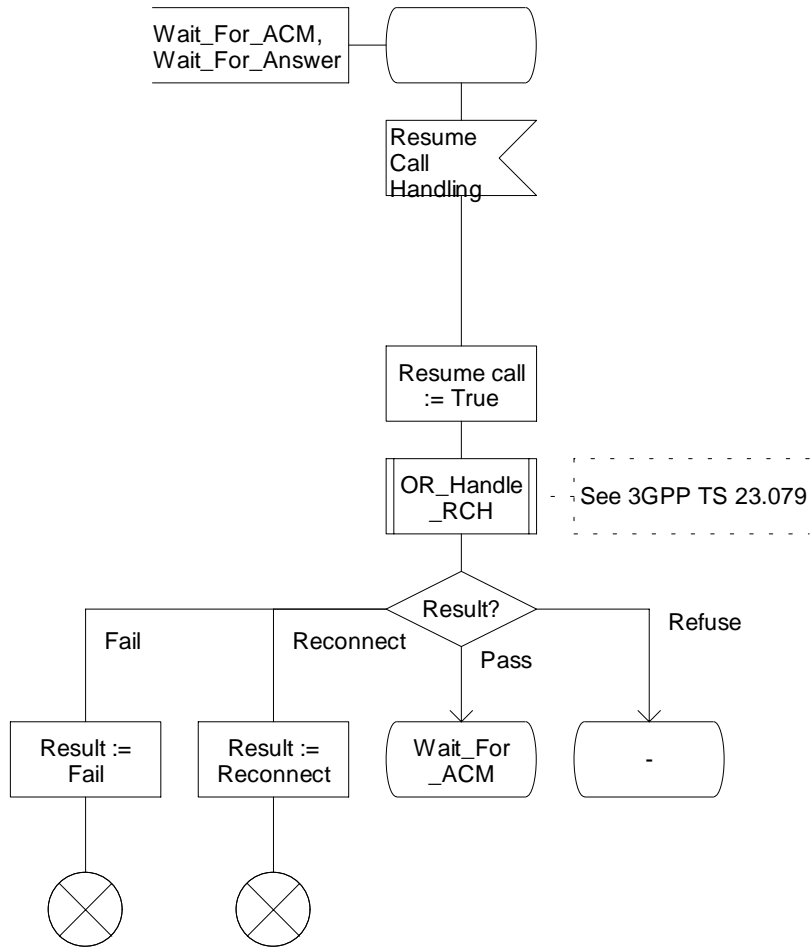 Wait_For_ACM,
Wait_For_Answer
Resume
Call
Handling
Resume call
:= True
OR_Handle
_RCH
See 3GPP TS 23.079
Result?
Fail
Reconnect
Pass
Refuse
Result :=
Fail
Result :=
Reconnect
Wait_For
_ACM
-